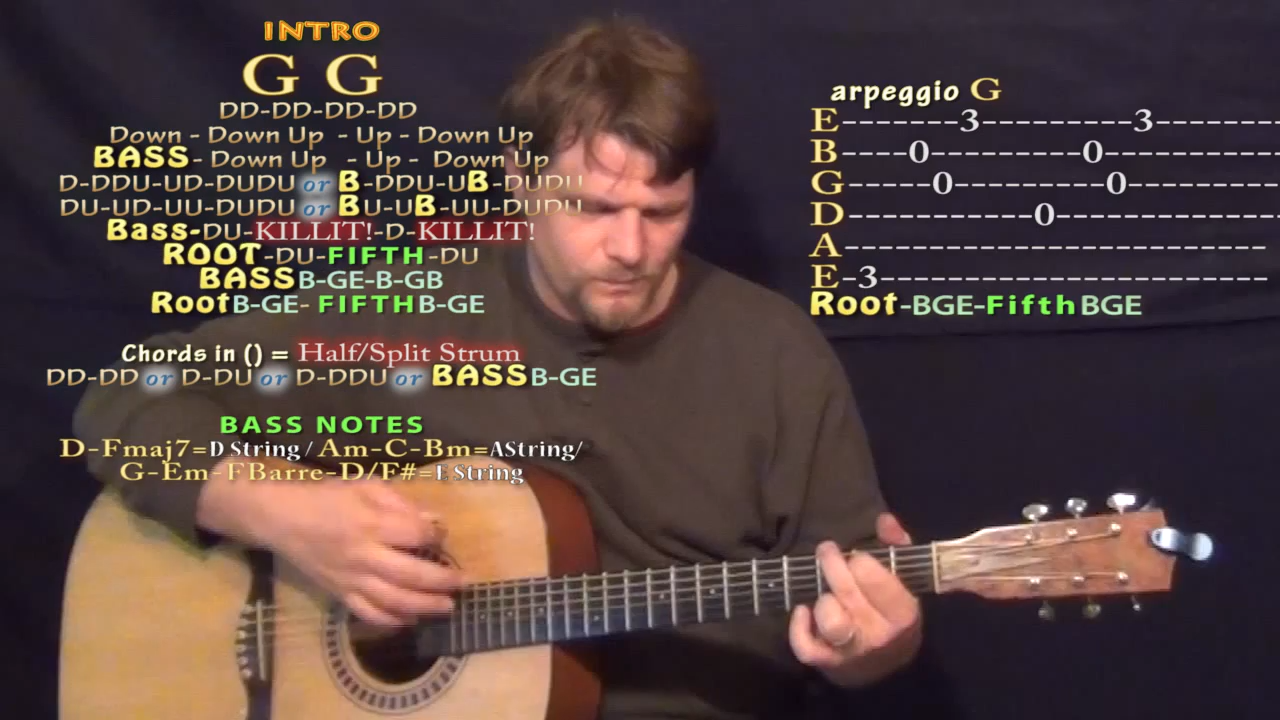 INTRO
G G
DD-DD-DD-DD
Down - Down Up - Up - Down Up
BASS - Down Up - Up - Down Up
D-DDU-UD-DUDU or B-DDU-UB-DUDU
DU-UD-UU-DUDU or BU-UB-UU-DUDU
Bass-DU-KILLIT!-D-KILLIT!
ROOT-DU-FIFTH-DU
BASSB-GE-B-GB
RootB-GE- FIFTHB-GE
Chords in () = Half/Split Strum
DD-DD or D-DU or D-DDU or BASSB-GE
BASS NOTES
D-Fmaj7=D String / Am-C-Bm=AString/
G-Em-FBarre-D/F#=E String
arpeggio G
E-------3----------3--------
B----0----------0-----------
G------0----------0---------
D------------0--------------
A---------------------------
E-3-------------------------
Root-BGE-Fifth BGE